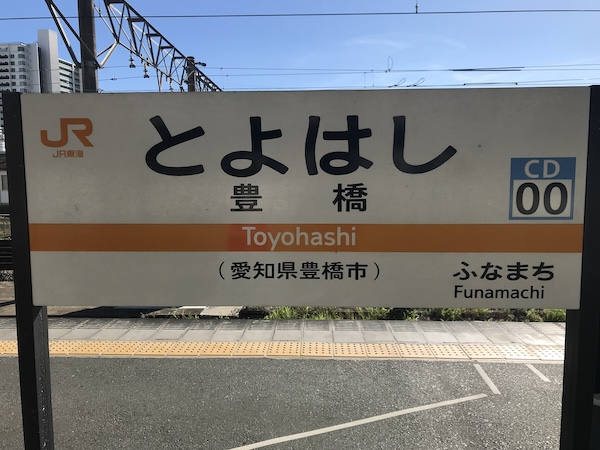 JR
JR東海
とよはし
豊橋
CD
00
Toyohashi
(愛知県豊橋市)
ふなまち
Funamachi